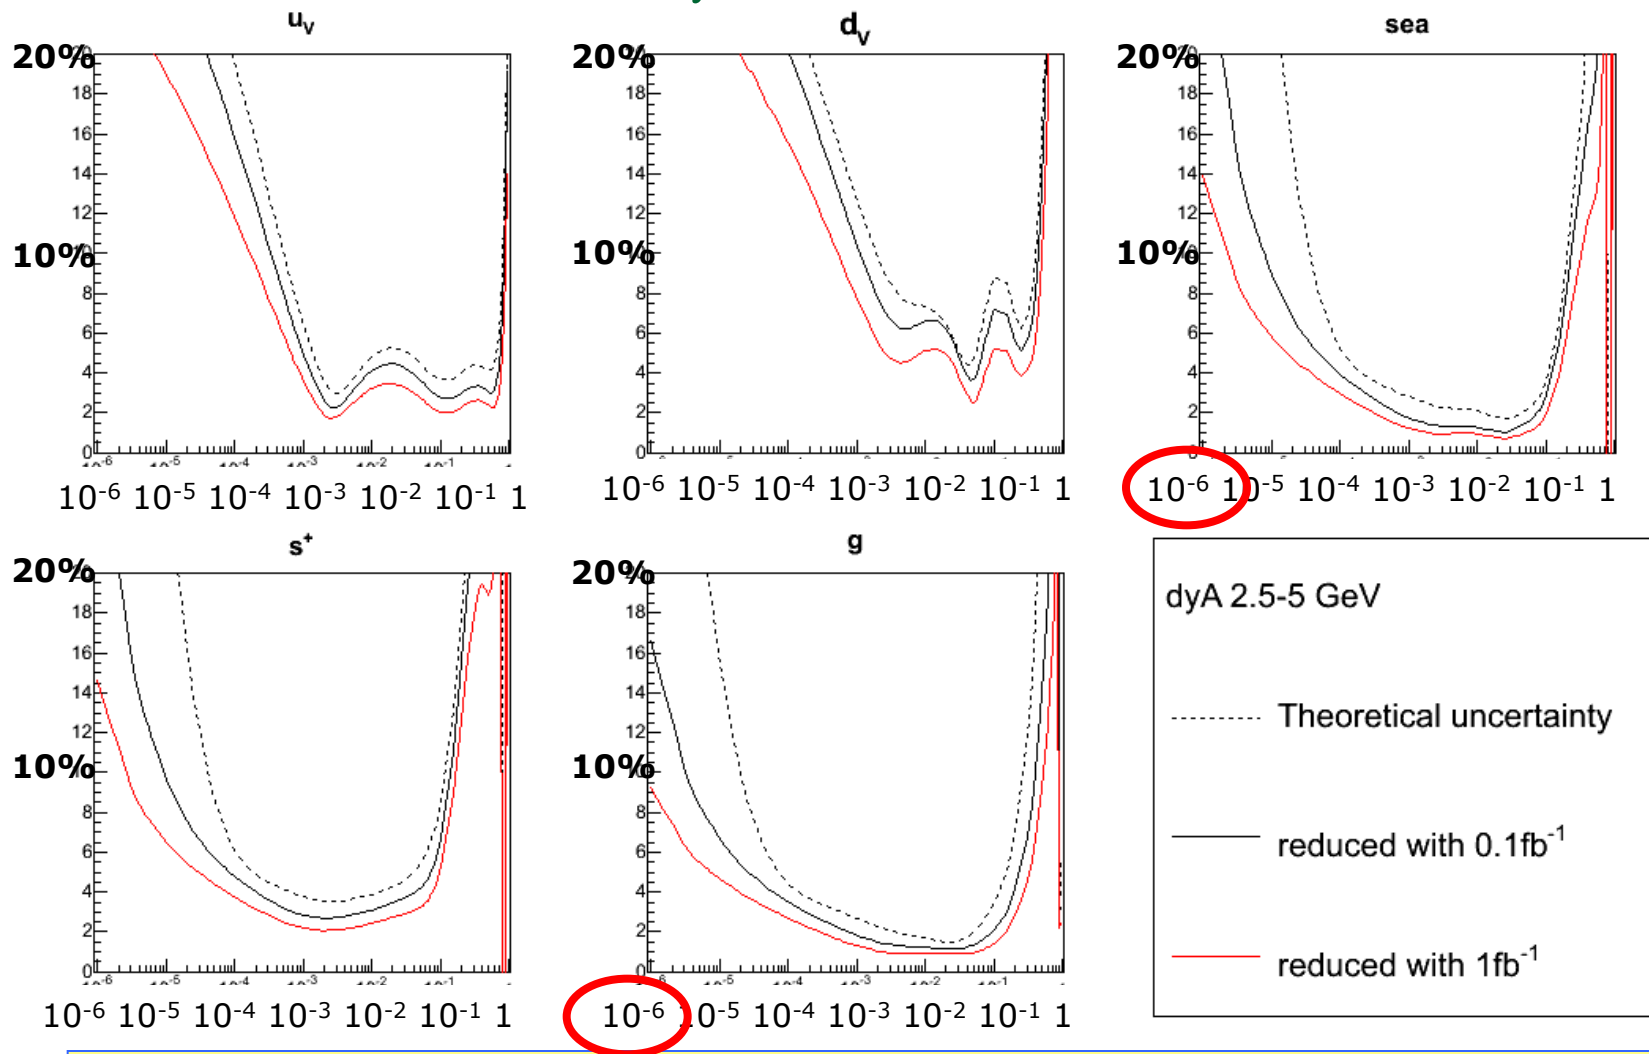 u_V d_V sea
20% 20% 20%
18 18 18
16 16 16
14 14 14
12 12 12
10% 10% 10%
8 8 8
6 6 6
4 4 4
2 2 2
0 0
10⁻⁶ 10⁻⁵ 10⁻⁴ 10⁻³ 10⁻² 10⁻¹ 1 10⁻⁶ 10⁻⁵ 10⁻⁴ 10⁻³ 10⁻² 10⁻¹ 1 10⁻⁶ 10⁻⁵ 10⁻⁴ 10⁻³ 10⁻² 10⁻¹ 1
s⁺ g
20% 20%
18 18
16 16
14 14
12 12
10% 10%
8 8
6 6
4 4
2 2
0 0
10⁻⁶ 10⁻⁵ 10⁻⁴ 10⁻³ 10⁻² 10⁻¹ 1 10⁻⁶ 10⁻⁵ 10⁻⁴ 10⁻³ 10⁻² 10⁻¹ 1
dyA 2.5-5 GeV
Theoretical uncertainty
reduced with 0.1fb⁻¹
reduced with 1fb⁻¹